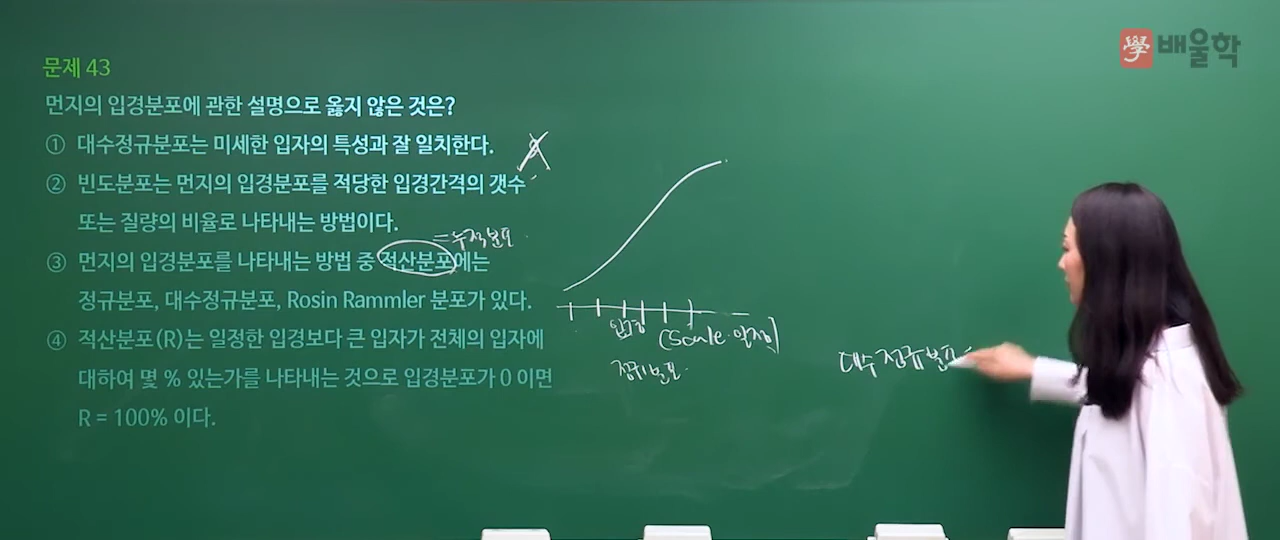 學 배울학
문제 43
먼지의 입경분포에 관한 설명으로 옳지 않은 것은?
① 대수정규분포는 미세한 입자의 특성과 잘 일치한다.
② 빈도분포는 먼지의 입경분포를 적당한 입경간격의 갯수
또는 질량의 비율로 나타내는 방법이다.
= 누적분포
③ 먼지의 입경분포를 나타내는 방법 중 적산분포에는
정규분포, 대수정규분포, Rosin Rammler 분포가 있다.
④ 적산분포(R)는 일정한 입경보다 큰 입자가 전체의 입자에
대하여 몇 % 있는가를 나타내는 것으로 입경분포가 0 이면
R = 100% 이다.
입경 (Scale 일정)
정규분포
대수정규분포